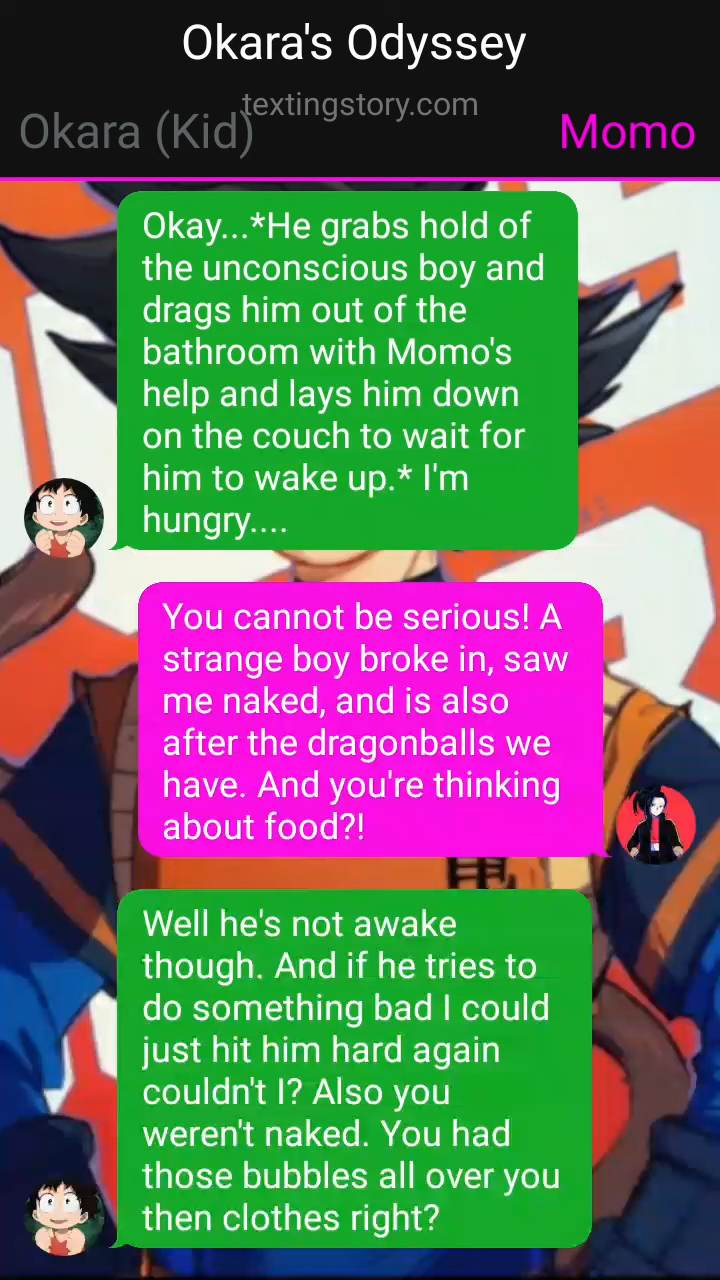 Okara's Odyssey
textingstory.com
Okara (Kid)
Momo
Okay...*He grabs hold of
the unconscious boy and
drags him out of the
bathroom with Momo's
help and lays him down
on the couch to wait for
him to wake up.* I'm
hungry....
You cannot be serious! A
strange boy broke in, saw
me naked, and is also
after the dragonballs we
have. And you're thinking
about food?!
Well he's not awake
though. And if he tries to
do something bad I could
just hit him hard again
couldn't I? Also you
weren't naked. You had
those bubbles all over you
then clothes right?